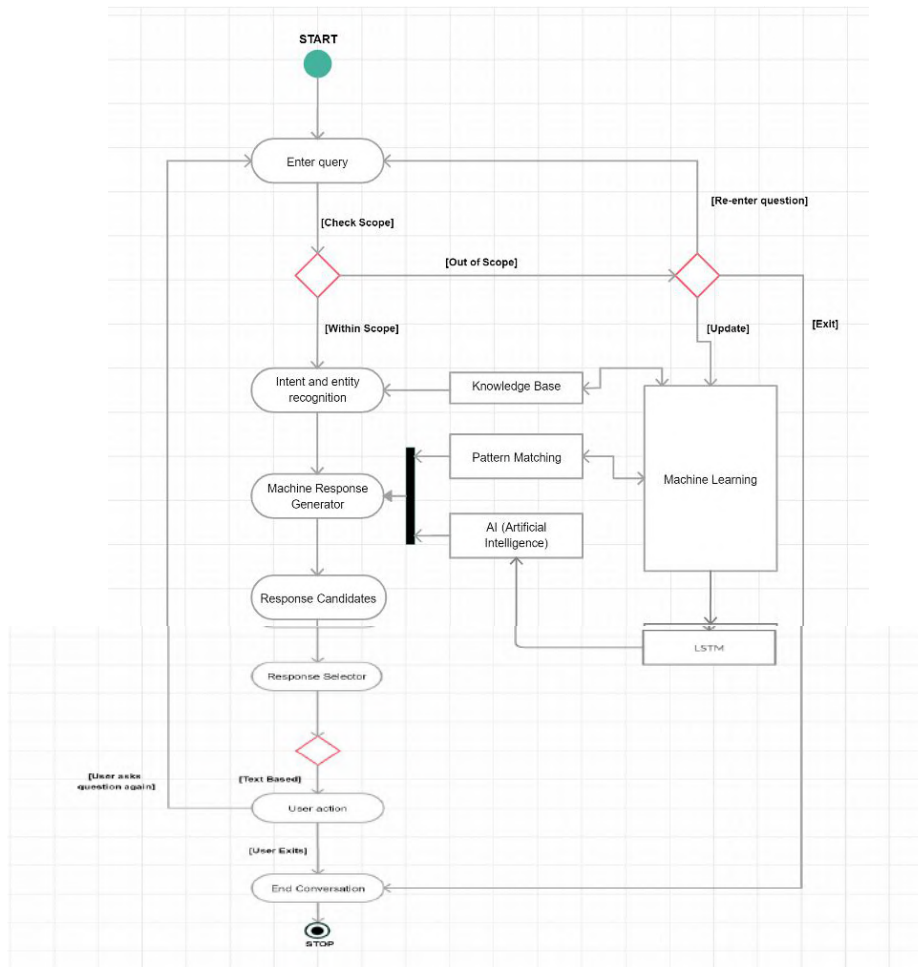 START
Enter query
[Re-enter question]
[Check Scope]
[Out of Scope]
[Within Scope]
[Update]
[Exit]
Intent and entity
recognition
Knowledge Base
Pattern Matching
Machine Learning
Machine Response
Generator
AI (Artificial
Intelligence)
Response Candidates
LSTM
Response Selector
[User asks
question again]
[Text Based]
User action
[User Exits]
End Conversation
STOP